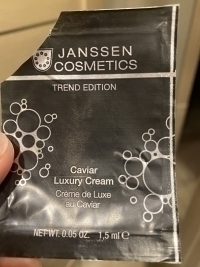 JANSSEN
COSMETICS
TREND EDITION
Caviar
Luxury Cream
Crème de Luxe
au Caviar
NET WT. 0.05 OZ. 1,5 ml ℮